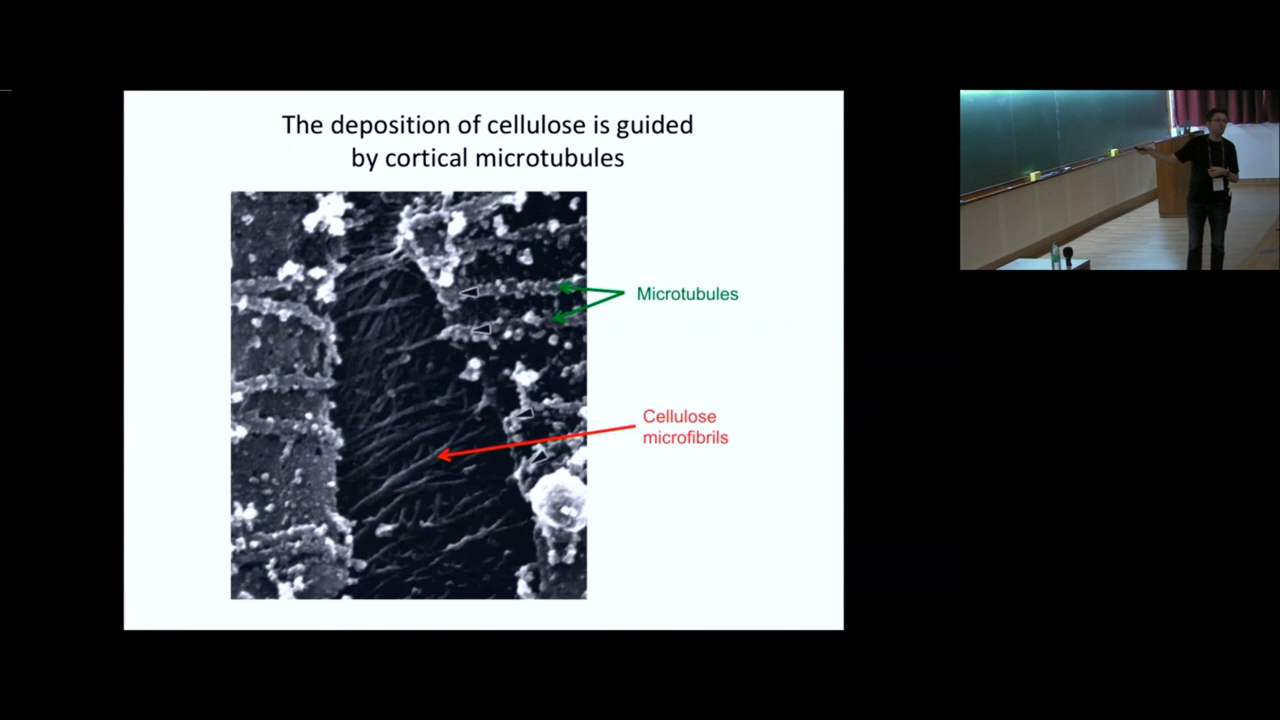 The deposition of cellulose is guided
by cortical microtubules
Microtubules
Cellulose
microfibrils